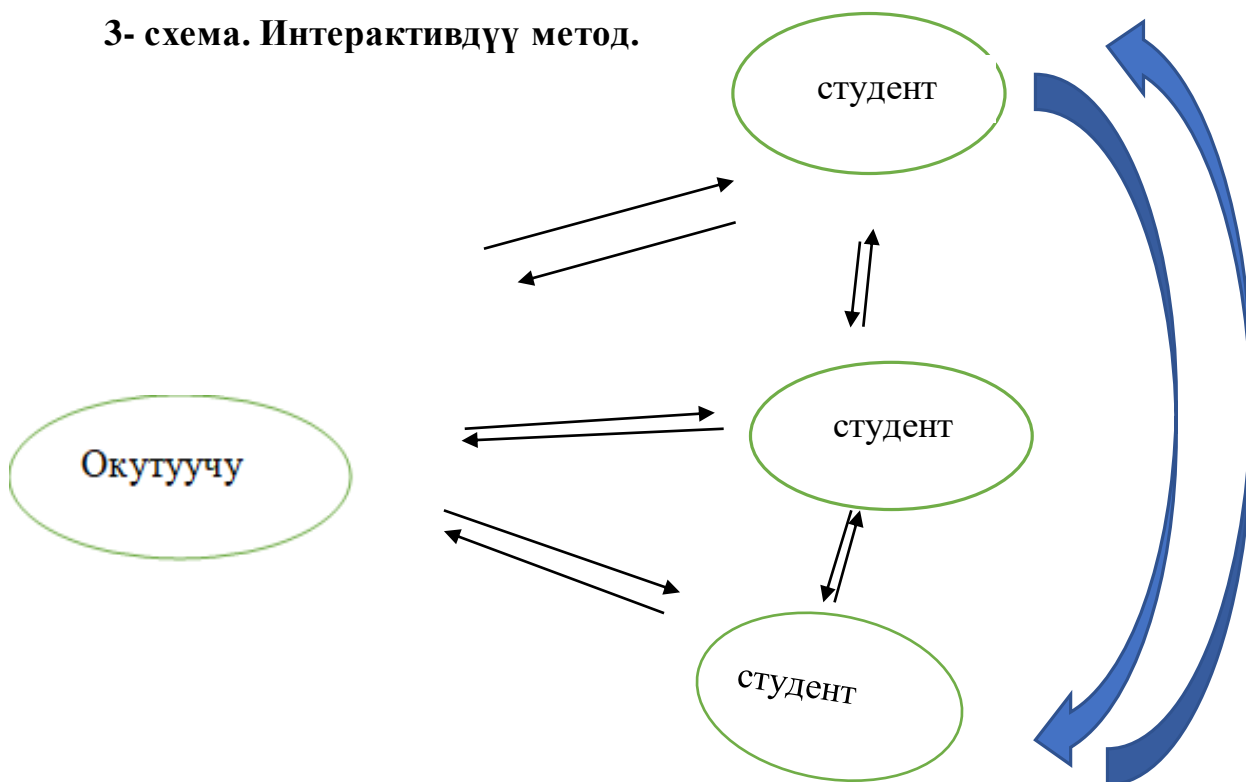 3- схема. Интерактивдүү метод.
студент
студент
Окутуучу
студент